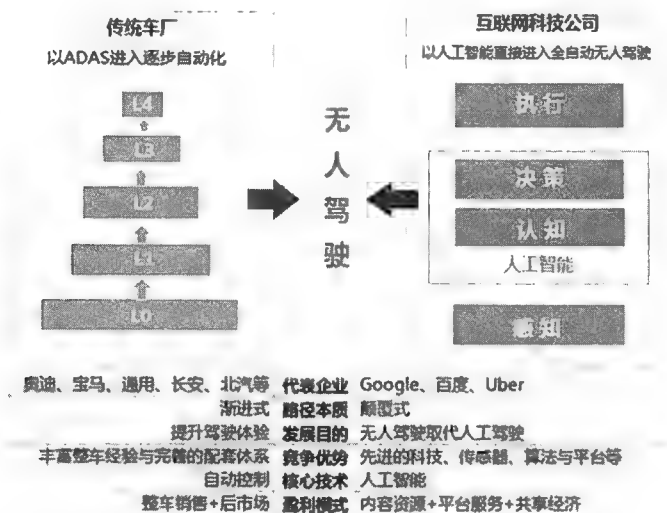 传统车厂
以ADAS进入逐步自动化
L4
L3
L2
L1
L0
无人驾驶
互联网科技公司
以人工智能直接进入全自动无人驾驶
执行
决策
认知
人工智能
感知
奥迪、宝马、通用、长安、北汽等 代表企业 Google、百度、Uber
渐进式 路径本质 颠覆式
提升驾驶体验 发展目的 无人驾驶取代人工驾驶
丰富整车经验与完善的配套体系 竞争优势 先进的科技、传感器、算法与平台等
自动控制 核心技术 人工智能
整车销售+后市场 盈利模式 内容资源+平台服务+共享经济